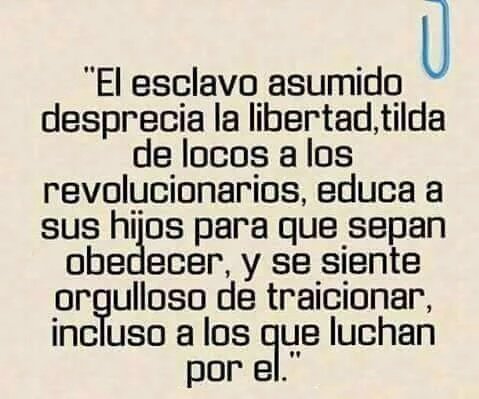 "El esclavo asumido
desprecia la libertad,tilda
de locos a los
revolucionarios, educa a
sus hijos para que sepan
obedecer, y se siente
orgulloso de traicionar,
incluso a los que luchan
por el."